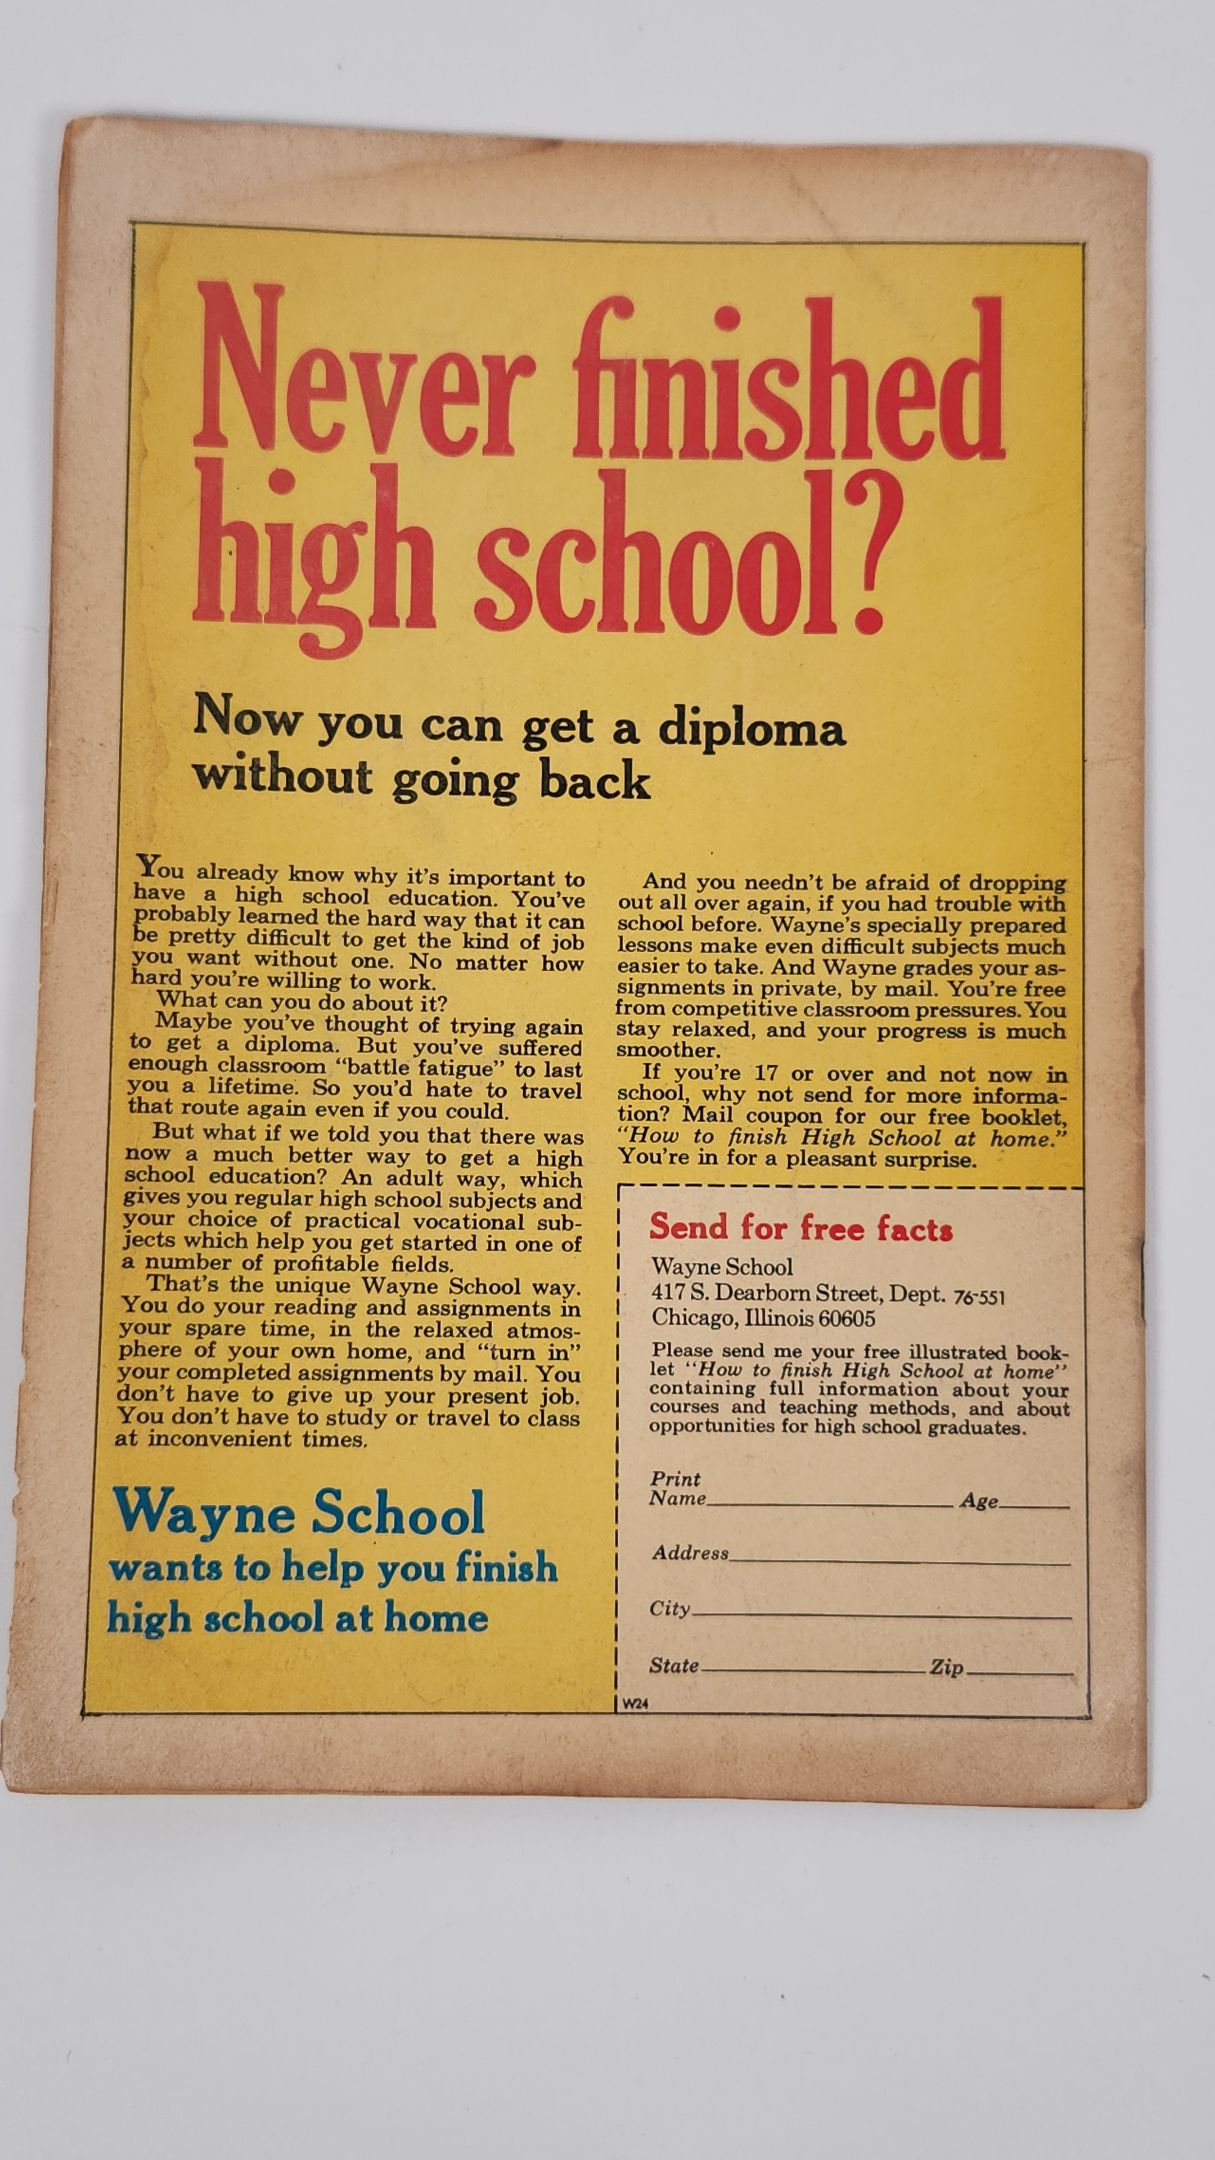 Never finished
high school?
Now you can get a diploma
without going back
You already know why it's important to
have a high school education. You've
probably learned the hard way that it can
be pretty difficult to get the kind of job
you want without one. No matter how
hard you're willing to work.
What can you do about it?
Maybe you've thought of trying again
to get a diploma. But you've suffered
enough classroom “battle fatigue” to last
you a lifetime. So you'd hate to travel
that route again even if you could.
But what if we told you that there was
now a much better way to get a high
school education? An adult way, which
gives you regular high school subjects and
your choice of practical vocational sub-
jects which help you get started in one of
a number of profitable fields.
That's the unique Wayne School way.
You do your reading and assignments in
your spare time, in the relaxed atmos-
phere of your own home, and “turn in”
your completed assignments by mail. You
don't have to give up your present job.
You don't have to study or travel to class
at inconvenient times.
Wayne School
wants to help you finish
high school at home
And you needn't be afraid of dropping
out all over again, if you had trouble with
school before. Wayne's specially prepared
lessons make even difficult subjects much
easier to take. And Wayne grades your as-
signments in private, by mail. You're free
from competitive classroom pressures. You
stay relaxed, and your progress is much
smoother.
If you're 17 or over and not now in
school, why not send for more informa-
tion? Mail coupon for our free booklet,
“How to finish High School at home.”
You're in for a pleasant surprise.
Send for free facts
Wayne School
417 S. Dearborn Street, Dept. 76-551
Chicago, Illinois 60605
Please send me your free illustrated book-
let “How to finish High School at home”
containing full information about your
courses and teaching methods, and about
opportunities for high school graduates.
Print
Name Age
Address
City
State Zip
W24